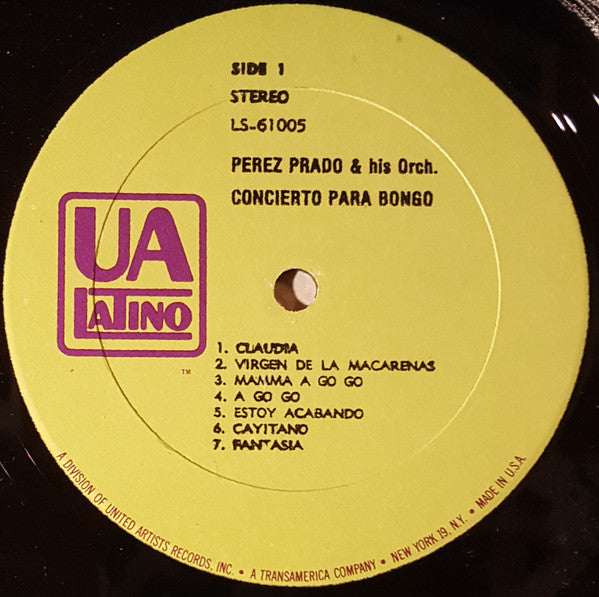 SIDE 1
STEREO
LS-61005
PEREZ PRADO & his Orch.
CONCIERTO PARA BONGO
UA
LATINO
TM
1. CLAUDIA
2. VIRGEN DE LA MACARENAS
3. MAMMA A GO GO
4. A GO GO
5. ESTOY ACABANDO
6. CAYITANO
7. FANTASIA
A DIVISION OF UNITED ARTISTS RECORDS, INC. • A TRANSAMERICA COMPANY • NEW YORK 19, N.Y. • MADE IN U.S.A.